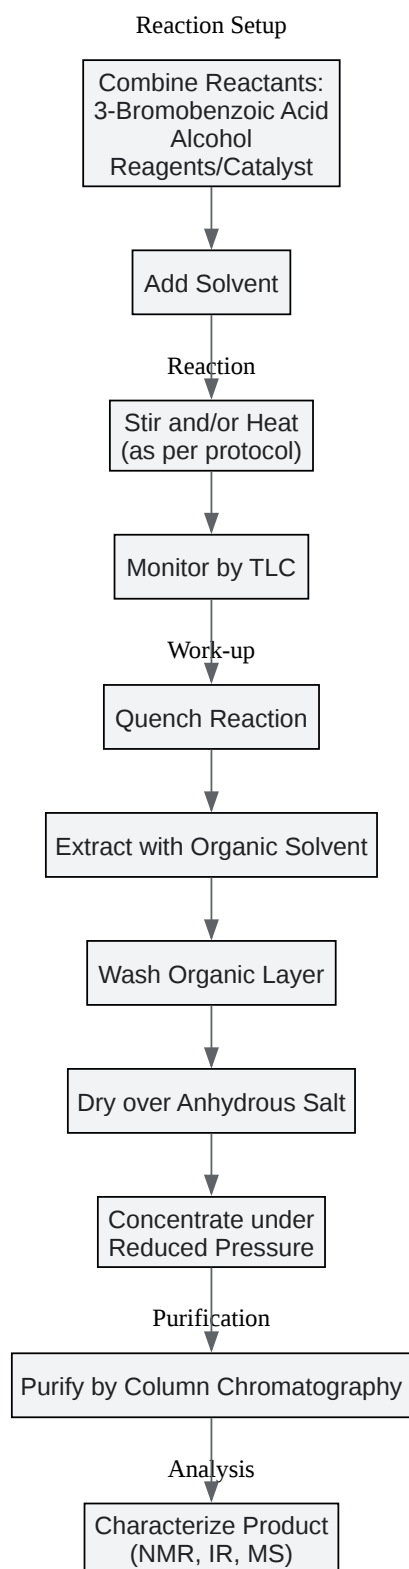 Reaction Setup
Combine Reactants:
3-Bromobenzoic Acid
Alcohol
Reagents/Catalyst
Add Solvent
Reaction
Stir and/or Heat
(as per protocol)
Monitor by TLC
Work-up
Quench Reaction
Extract with Organic Solvent
Wash Organic Layer
Dry over Anhydrous Salt
Concentrate under
Reduced Pressure
Purification
Purify by Column Chromatography
Analysis
Characterize Product
(NMR, IR, MS)